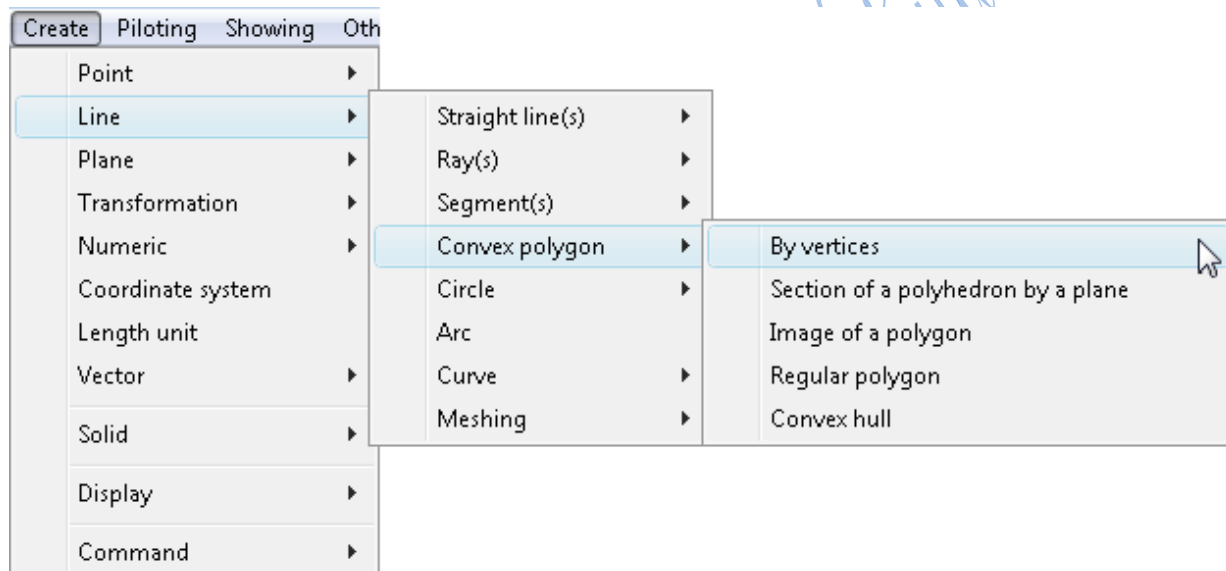 Create Piloting Showing Oth
Point
Line
Plane
Transformation
Numeric
Coordinate system
Length unit
Vector
Solid
Display
Command
Straight line(s)
Ray(s)
Segment(s)
Convex polygon
Circle
Arc
Curve
Meshing
By vertices
Section of a polyhedron by a plane
Image of a polygon
Regular polygon
Convex hull